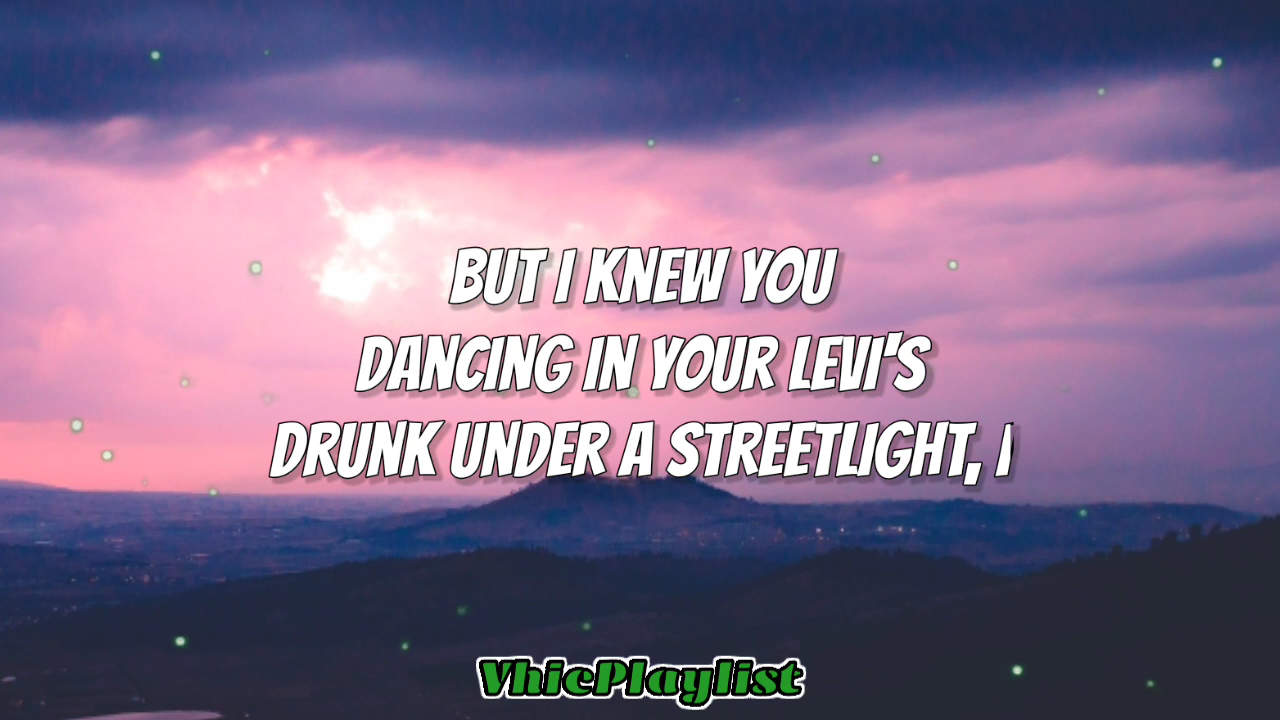 BUT I KNEW YOU
DANCING IN YOUR LEVI'S
DRUNK UNDER A STREETLIGHT, I
VhicPlaylist